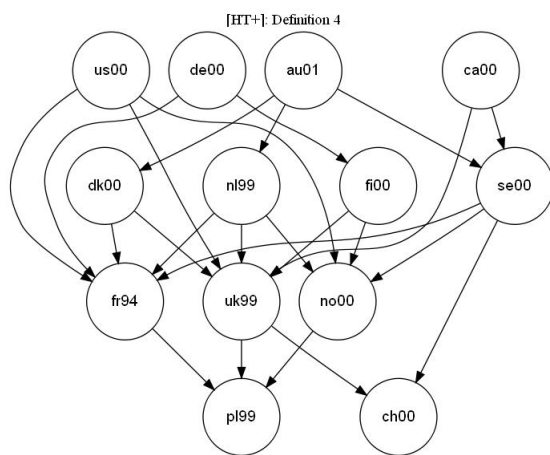 [HT+]: Definition 4
us00 de00 au01 ca00
dk00 nl99 fi00 se00
fr94 uk99 no00
pl99 ch00